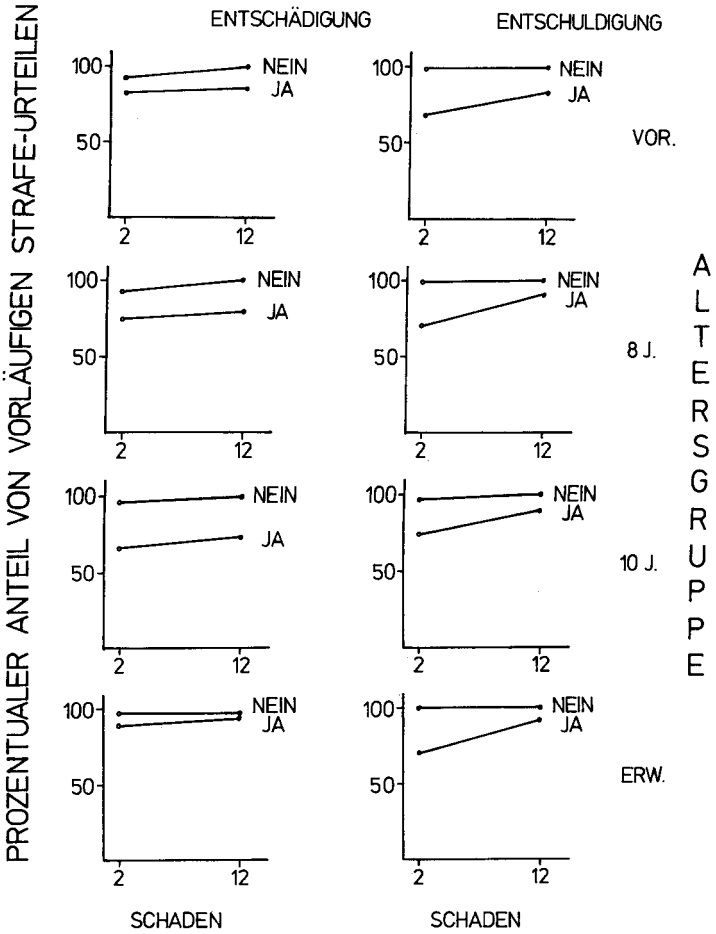 PROZENTUALER ANTEIL VON VORLÄUFIGEN STRAFE-URTEILEN
ENTSCHÄDIGUNG
ENTSCHULDIGUNG
100
50
NEIN
JA
2
12
100
50
NEIN
JA
2
12
VOR.
100
50
NEIN
JA
2
12
100
50
NEIN
JA
2
12
8 J.
100
50
NEIN
JA
2
12
100
50
NEIN
JA
2
12
10 J.
100
50
NEIN
JA
2
12
100
50
NEIN
JA
2
12
ERW.
SCHADEN
SCHADEN
ALTERSGRUPPE